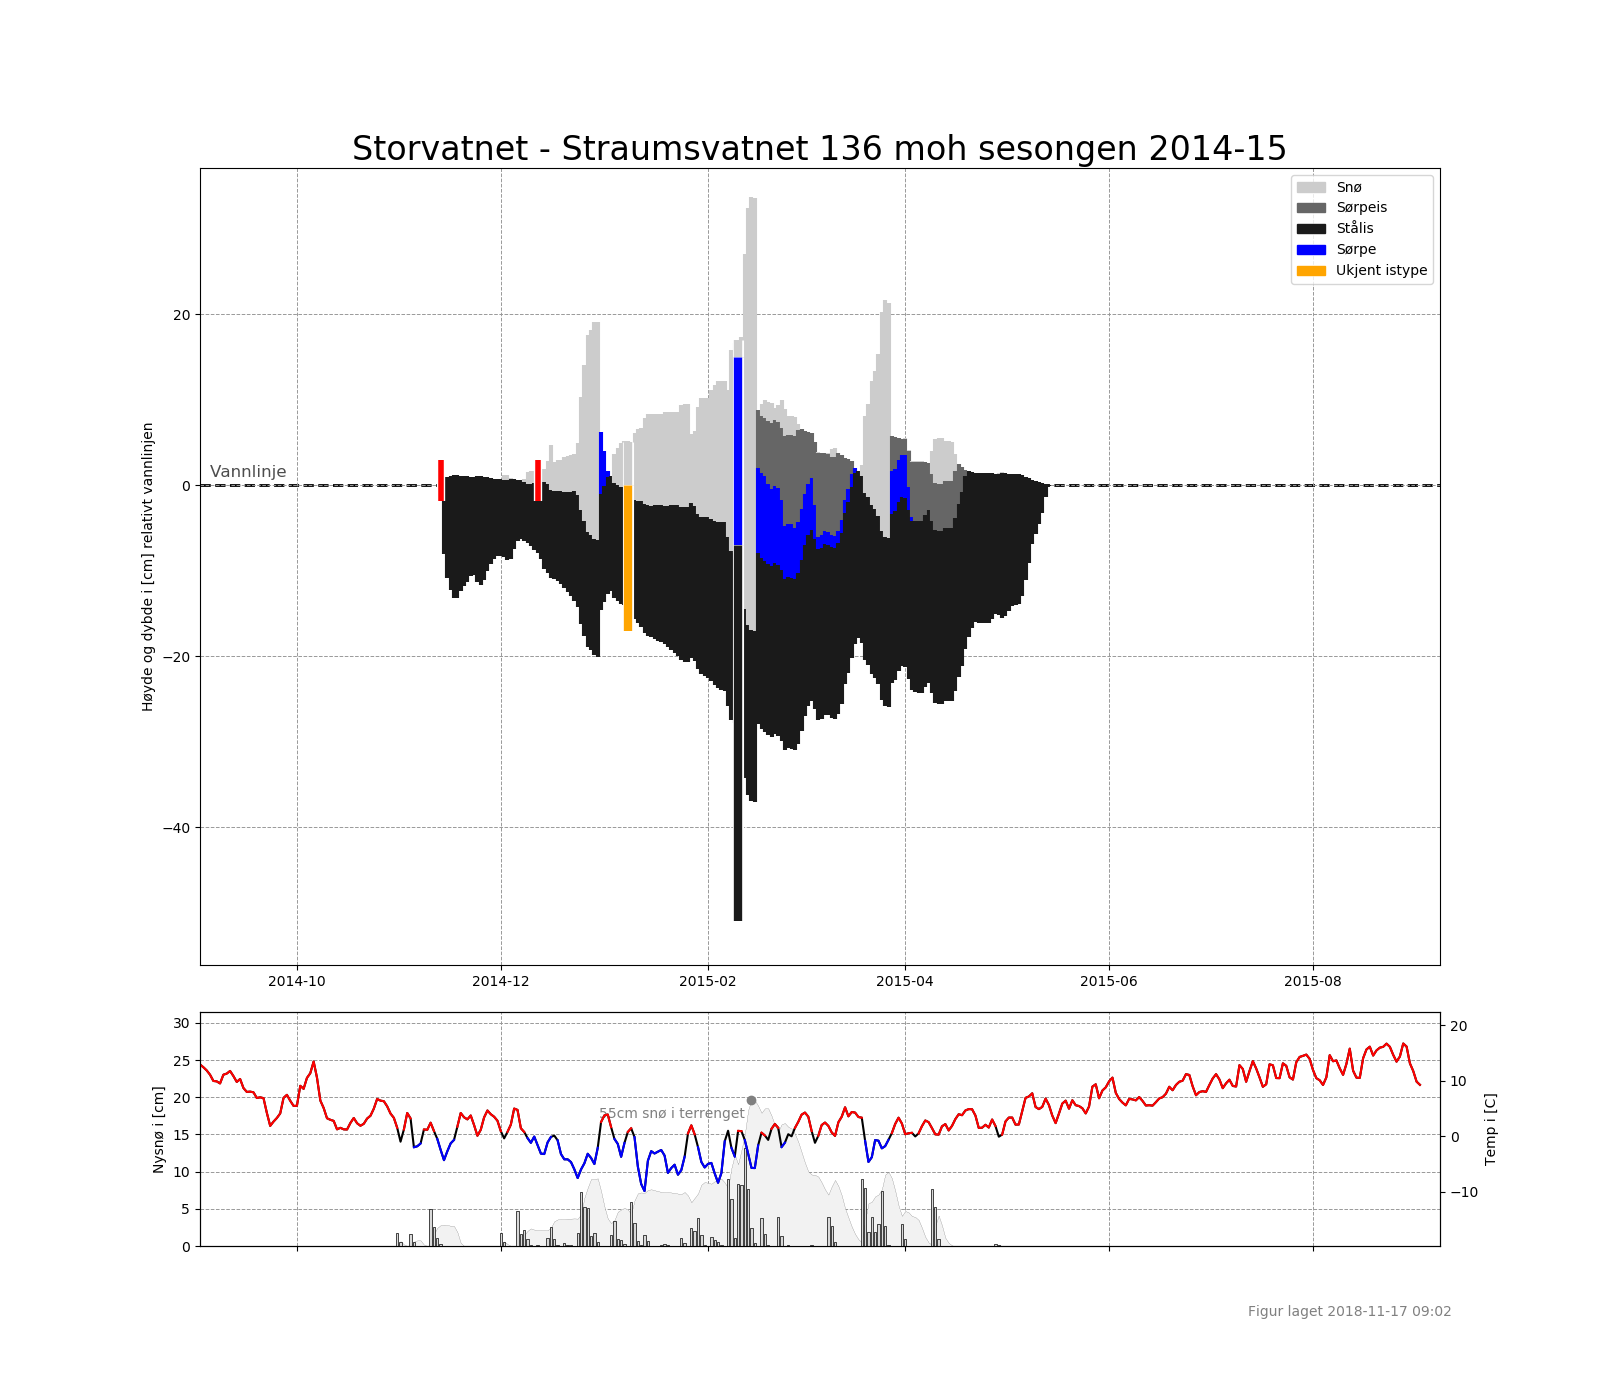 Storvatnet - Straumsvatnet 136 moh sesongen 2014-15
Snø
Sørpeis
Stålis
Sørpe
Ukjent istype
Høyde og dybde i [cm] relativt vannlinjen
20
0
−20
−40
Vannlinje
2014-10
2014-12
2015-02
2015-04
2015-06
2015-08
Nysnø i [cm]
30
25
20
15
10
5
0
55cm snø i terrenget
20
10
0
−10
Temp i [C]
Figur laget 2018-11-17 09:02